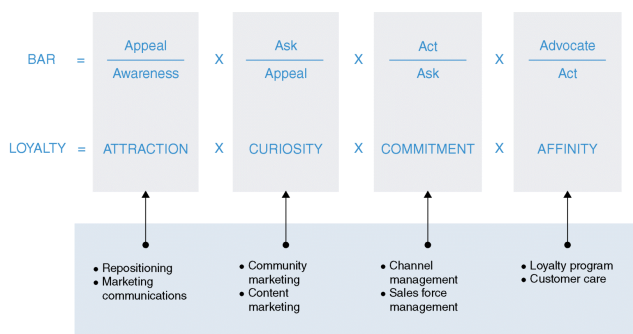 BAR = Appeal / Awareness X Ask / Appeal X Act / Ask X Advocate / Act
LOYALTY = ATTRACTION X CURIOSITY X COMMITMENT X AFFINITY
• Repositioning
• Marketing
communications
• Community
marketing
• Content
marketing
• Channel
management
• Sales force
management
• Loyalty program
• Customer care